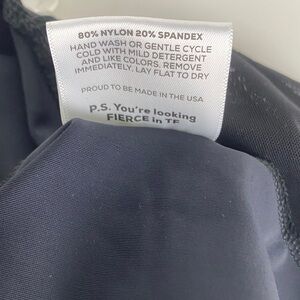 80% NYLON 20% SPANDEX
HAND WASH OR GENTLE CYCLE
COLD WITH MILD DETERGENT
AND LIKE COLORS. REMOVE
IMMEDIATELY. LAY FLAT TO DRY
PROUD TO BE MADE IN THE USA
P.S. You're looking
FIERCE in